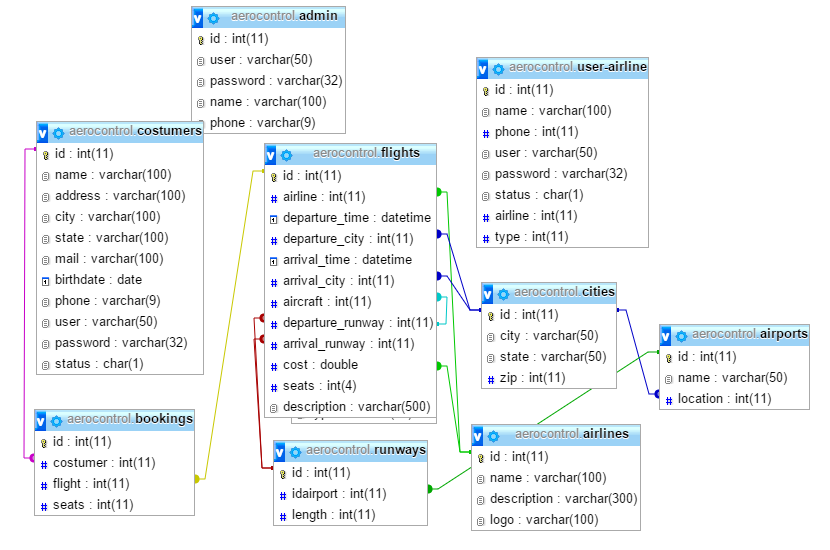 aerocontrol.admin
id : int(11)
user : varchar(50)
password : varchar(32)
name : varchar(100)
phone : varchar(9)
aerocontrol.user-airline
id : int(11)
name : varchar(100)
phone : int(11)
user : varchar(50)
password : varchar(32)
status : char(1)
airline : int(11)
type : int(11)
aerocontrol.costumers
id : int(11)
name : varchar(100)
address : varchar(100)
city : varchar(100)
state : varchar(100)
mail : varchar(100)
birthdate : date
phone : varchar(9)
user : varchar(50)
password : varchar(32)
status : char(1)
aerocontrol.flights
id : int(11)
airline : int(11)
departure_time : datetime
departure_city : int(11)
arrival_time : datetime
arrival_city : int(11)
aircraft : int(11)
departure_runway : int(11)
arrival_runway : int(11)
cost : double
seats : int(4)
description : varchar(500)
aerocontrol.cities
id : int(11)
city : varchar(50)
state : varchar(50)
zip : int(11)
aerocontrol.airports
id : int(11)
name : varchar(50)
location : int(11)
aerocontrol.bookings
id : int(11)
costumer : int(11)
flight : int(11)
seats : int(11)
aerocontrol.runways
id : int(11)
idairport : int(11)
length : int(11)
aerocontrol.airlines
id : int(11)
name : varchar(100)
description : varchar(300)
logo : varchar(100)